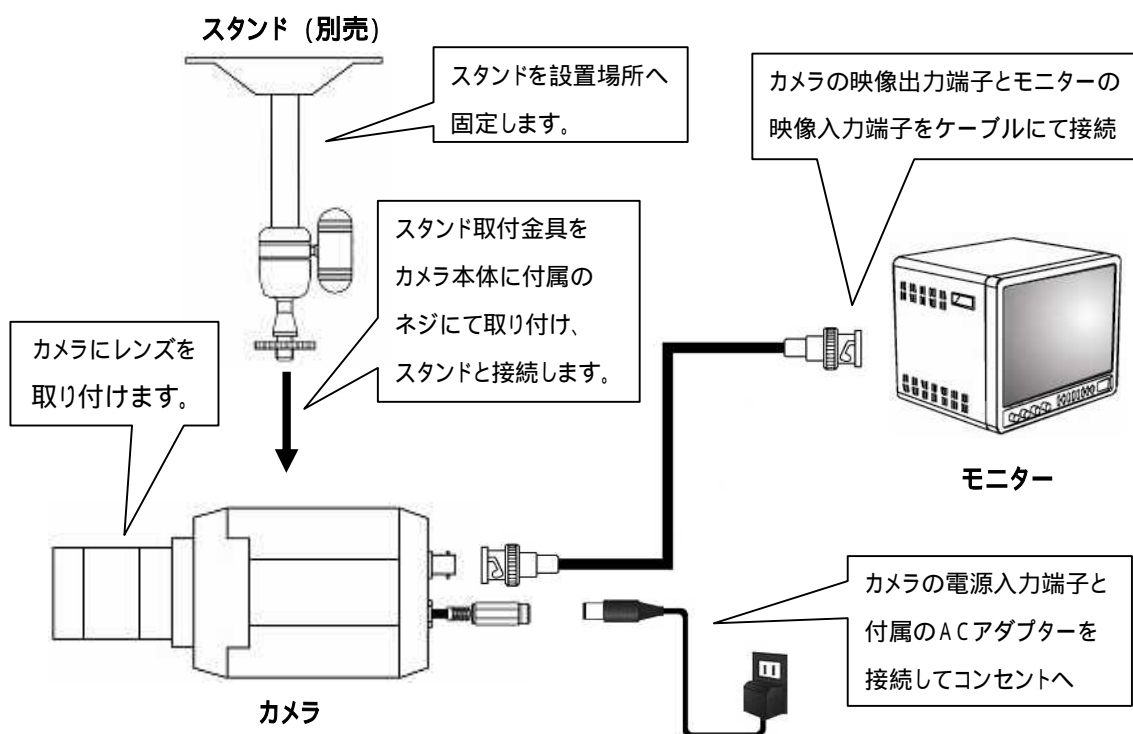 スタンド（別売）
スタンドを設置場所へ
固定します。
カメラの映像出力端子とモニターの
映像入力端子をケーブルにて接続
スタンド取付金具を
カメラ本体に付属の
ネジにて取り付け、
スタンドと接続します。
カメラにレンズを
取り付けます。
モニター
カメラの電源入力端子と
付属のACアダプターを
接続してコンセントへ
カメラ